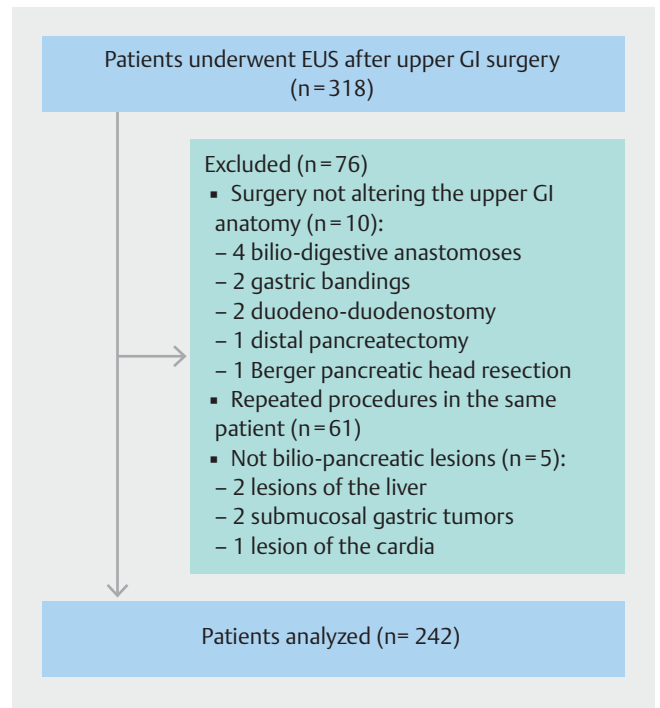 Patients underwent EUS after upper GI surgery
(n=318)
Excluded (n=76)
▪ Surgery not altering the upper GI
anatomy (n=10):
– 4 bilio-digestive anastomoses
– 2 gastric bandings
– 2 duodeno-duodenostomy
– 1 distal pancreatectomy
– 1 Berger pancreatic head resection
▪ Repeated procedures in the same
patient (n=61)
▪ Not bilio-pancreatic lesions (n=5):
– 2 lesions of the liver
– 2 submucosal gastric tumors
– 1 lesion of the cardia
Patients analyzed (n= 242)